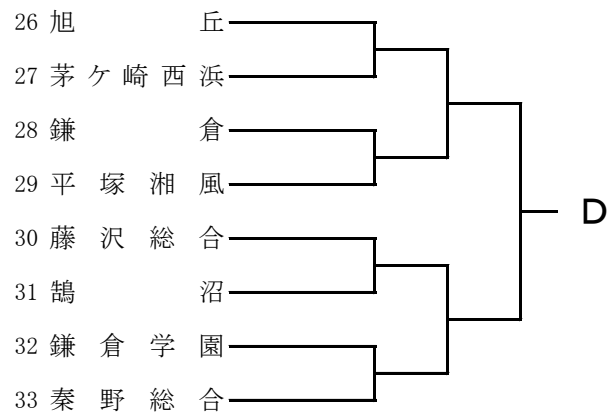 26 旭丘
27 茅ケ崎西浜
28 鎌倉
29 平塚湘風
30 藤沢総合
31 鵠沼
32 鎌倉学園
33 秦野総合
D